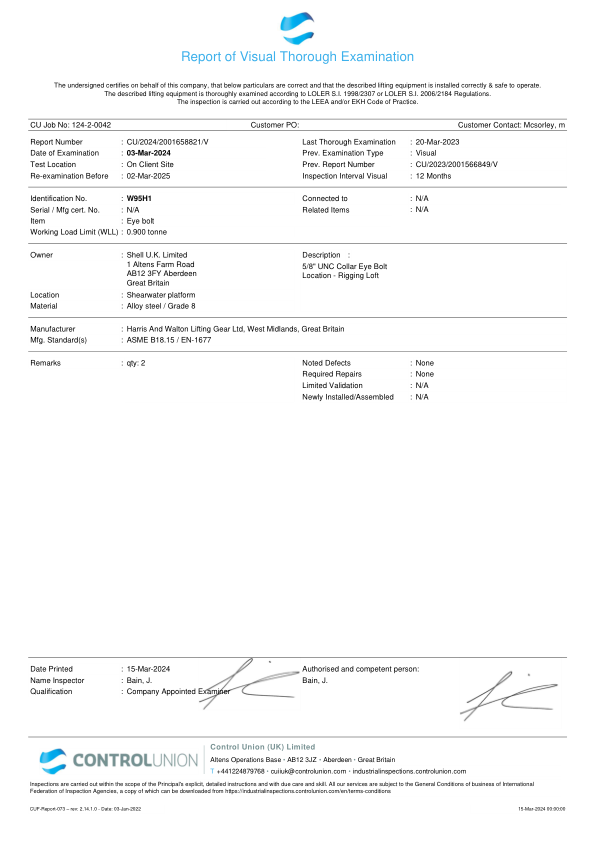 Report of Visual Thorough Examination
The undersigned certifies on behalf of this company, that below particulars are correct and that the described lifting equipment is installed correctly & safe to operate.
The described lifting equipment is thoroughly examined according to LOLER S.I. 1998/2307 or LOLER S.I. 2006/2184 Regulations.
The inspection is carried out according to the LEEA and/or EKH Code of Practice.
CU Job No: 124-2-0042 Customer PO: Customer Contact: Mcsorley, m
Report Number : CU/2024/2001658821/V Last Thorough Examination : 20-Mar-2023
Date of Examination : 03-Mar-2024 Prev. Examination Type : Visual
Test Location : On Client Site Prev. Report Number : CU/2023/2001566849/V
Re-examination Before : 02-Mar-2025 Inspection Interval Visual : 12 Months
Identification No. : W95H1 Connected to : N/A
Serial / Mfg cert. No. : N/A Related Items : N/A
Item : Eye bolt
Working Load Limit (WLL) : 0.900 tonne
Owner : Shell U.K. Limited Description :
1 Altens Farm Road 5/8" UNC Collar Eye Bolt
AB12 3FY Aberdeen Location - Rigging Loft
Great Britain
Location : Shearwater platform
Material : Alloy steel / Grade 8
Manufacturer : Harris And Walton Lifting Gear Ltd, West Midlands, Great Britain
Mfg. Standard(s) : ASME B18.15 / EN-1677
Remarks : qty: 2 Noted Defects : None
Required Repairs : None
Limited Validation : N/A
Newly Installed/Assembled : N/A
Date Printed : 15-Mar-2024 Authorised and competent person:
Name Inspector : Bain, J. Bain, J.
Qualification : Company Appointed Examiner
CONTROLUNION
Control Union (UK) Limited
Altens Operations Base · AB12 3JZ · Aberdeen · Great Britain
T +441224879768 · cuiiuk@controlunion.com · industrialinspections.controlunion.com
Inspections are carried out within the scope of the Principal's explicit, detailed instructions and with due care and skill. All our services are subject to the General Conditions of business of International
Federation of Inspection Agencies, a copy of which can be downloaded from https://industrialinspections.controlunion.com/en/terms-conditions
CUF-Report-073 – rev: 2.14.1.0 - Date: 03-Jun-2022 15-Mar-2024 00:00:00